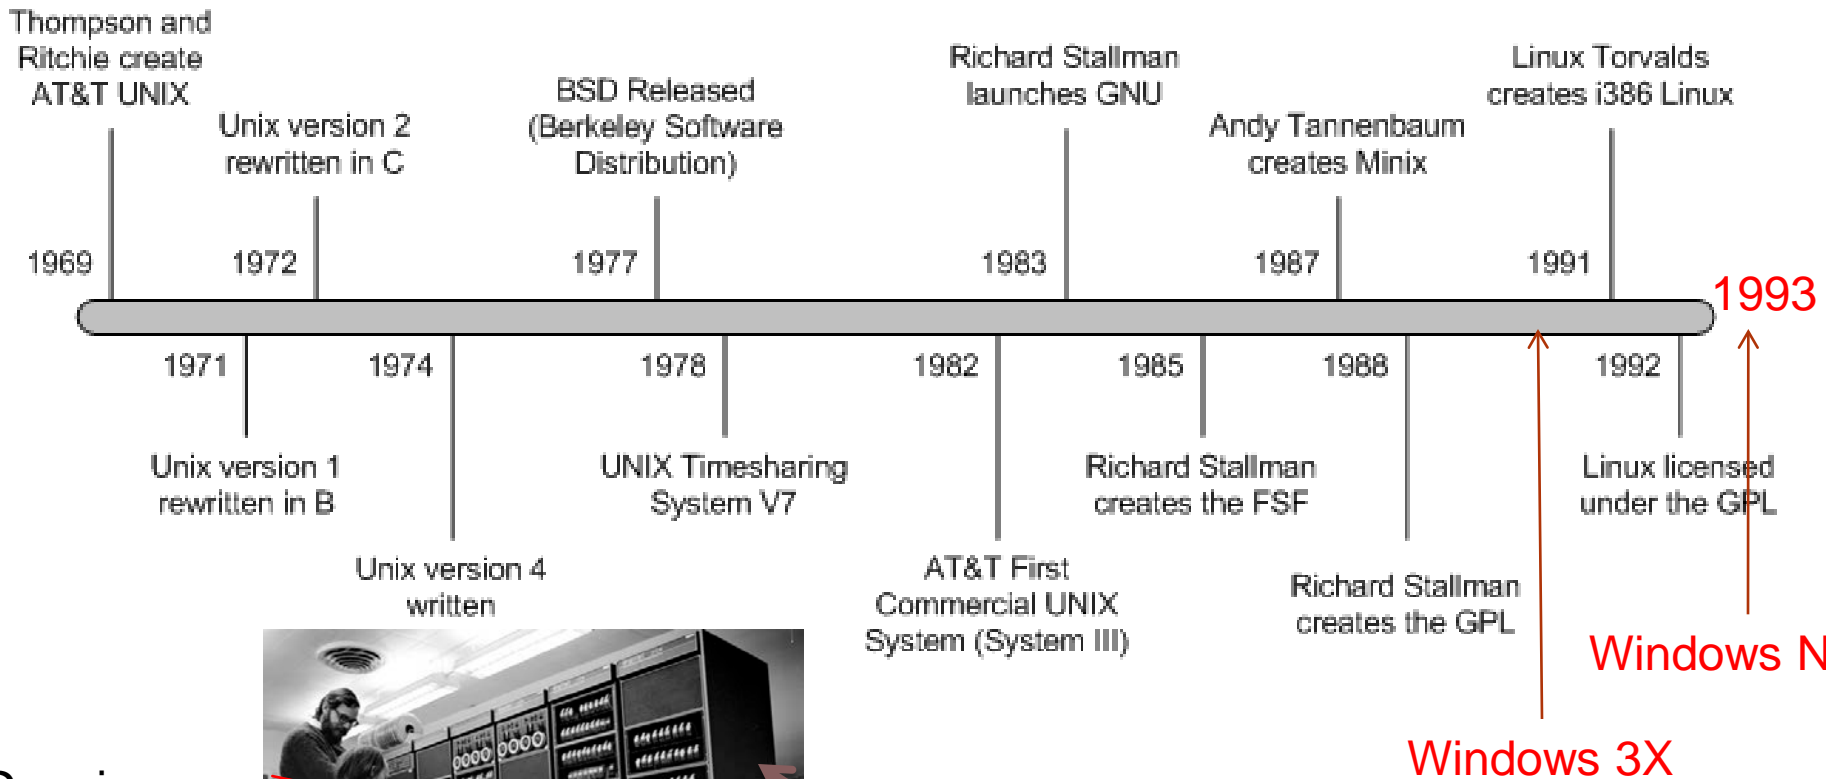 Thompson and
Ritchie create
AT&T UNIX
1969
Unix version 2
rewritten in C
1972
BSD Released
(Berkeley Software
Distribution)
1977
Richard Stallman
launches GNU
1983
Andy Tannenbaum
creates Minix
1987
Linux Torvalds
creates i386 Linux
1991
1993
1971
Unix version 1
rewritten in B
1974
Unix version 4
written
1978
UNIX Timesharing
System V7
1982
AT&T First
Commercial UNIX
System (System III)
1985
Richard Stallman
creates the FSF
1988
Richard Stallman
creates the GPL
1992
Linux licensed
under the GPL
Windows N
Windows 3X